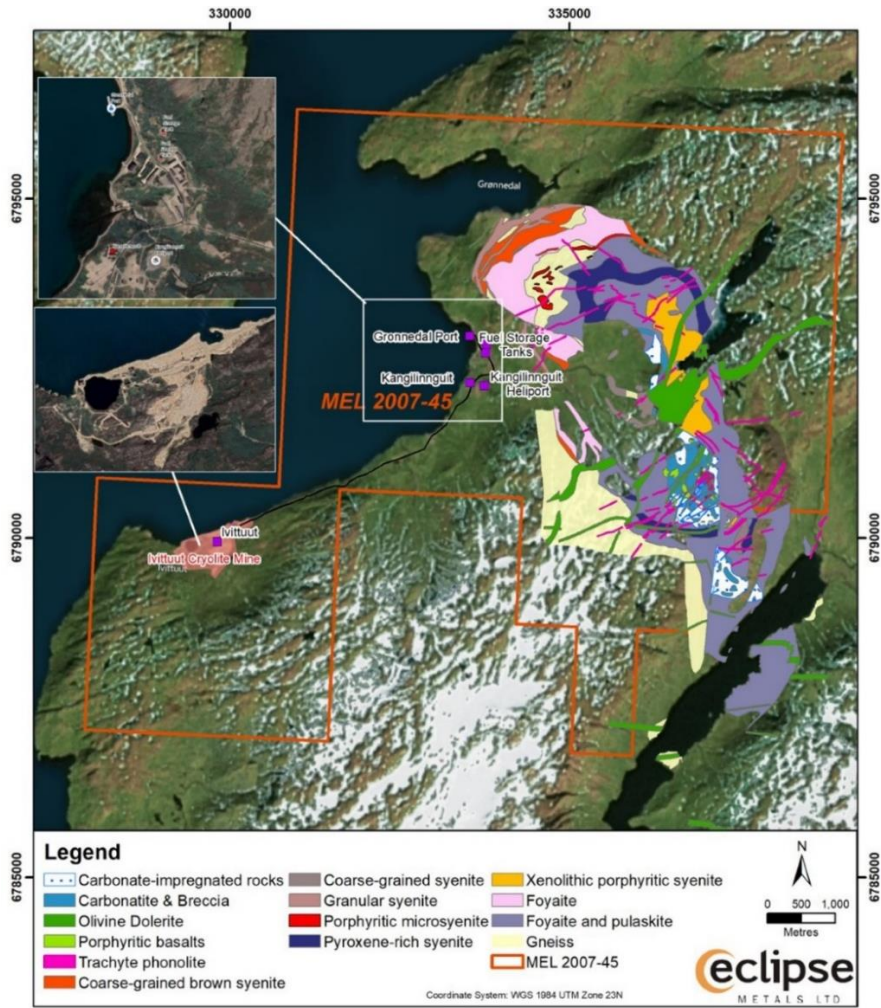 330000 335000
6795000 6795000
Grønnedal
Gronnedal Port
Fuel Storage
Tanks
Kangilinnguit
Kangilinnguit
Heliport
MEL 2007-45
6790000 6790000
Ivittuut
Ivittuut Cryolite Mine
Ivittuut
Legend
Carbonate-impregnated rocks
Carbonatite & Breccia
Olivine Dolerite
Porphyritic basalts
Trachyte phonolite
Coarse-grained brown syenite
Coarse-grained syenite
Granular syenite
Porphyritic microsyenite
Pyroxene-rich syenite
Xenolithic porphyritic syenite
Foyaite
Foyaite and pulaskite
Gneiss
MEL 2007-45
N
0 500 1,000
Metres
6785000 6785000
eclipse
METALS LTD
Coordinate System: WGS 1984 UTM Zone 23N